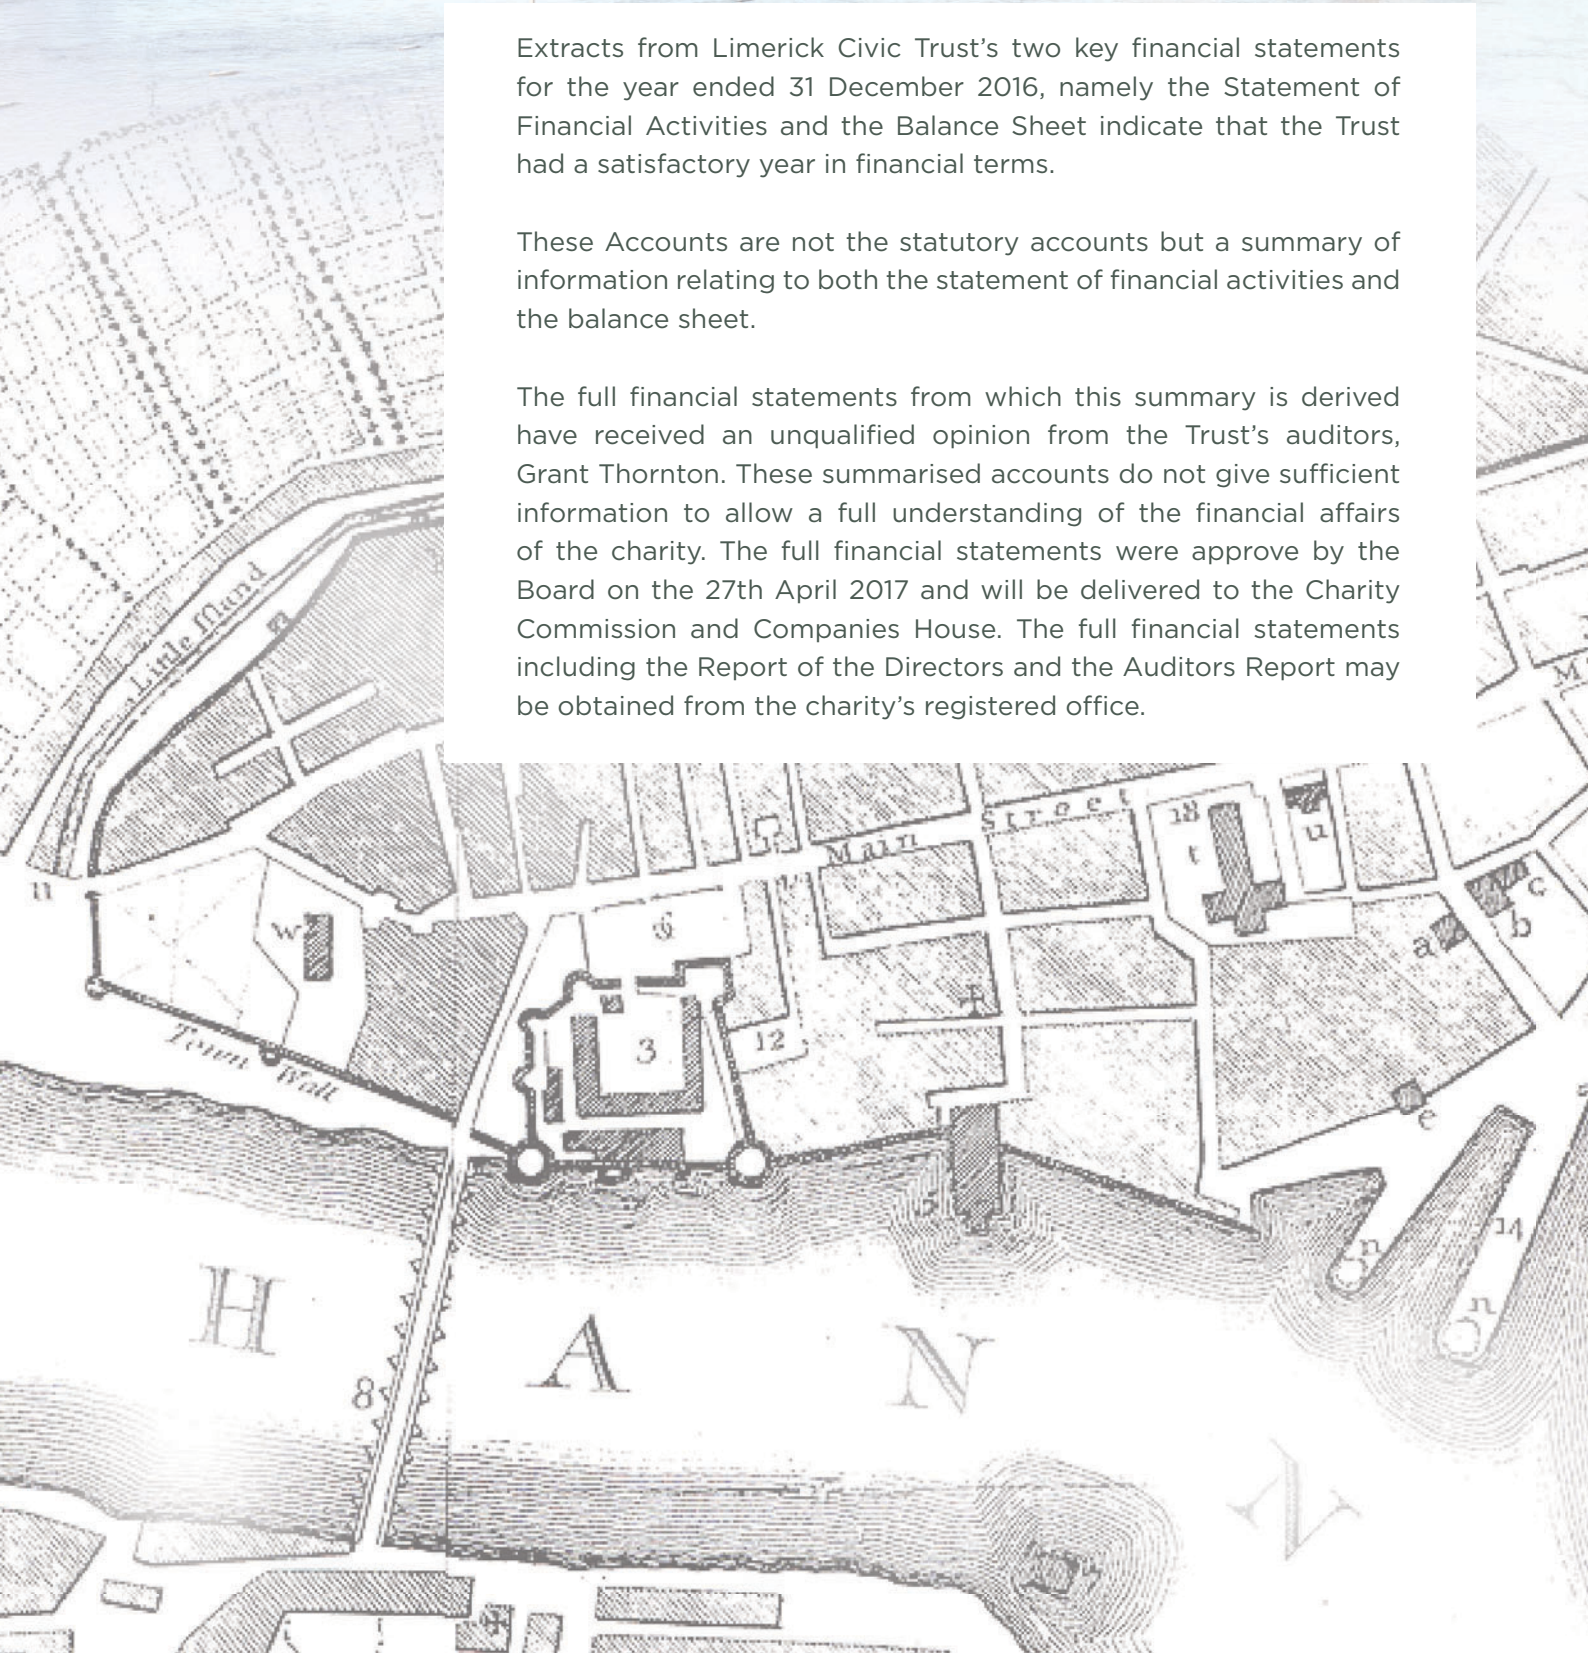 Extracts from Limerick Civic Trust’s two key financial statements
for the year ended 31 December 2016, namely the Statement of
Financial Activities and the Balance Sheet indicate that the Trust
had a satisfactory year in financial terms.
These Accounts are not the statutory accounts but a summary of
information relating to both the statement of financial activities and
the balance sheet.
The full financial statements from which this summary is derived
have received an unqualified opinion from the Trust’s auditors,
Grant Thornton. These summarised accounts do not give sufficient
information to allow a full understanding of the financial affairs
of the charity. The full financial statements were approve by the
Board on the 27th April 2017 and will be delivered to the Charity
Commission and Companies House. The full financial statements
including the Report of the Directors and the Auditors Report may
be obtained from the charity’s registered office.
Little Island
Main Street
18
t
u
u
w
6
c
b
a
Town Wall
3
12
e
5
14
n
n
H A N N
8